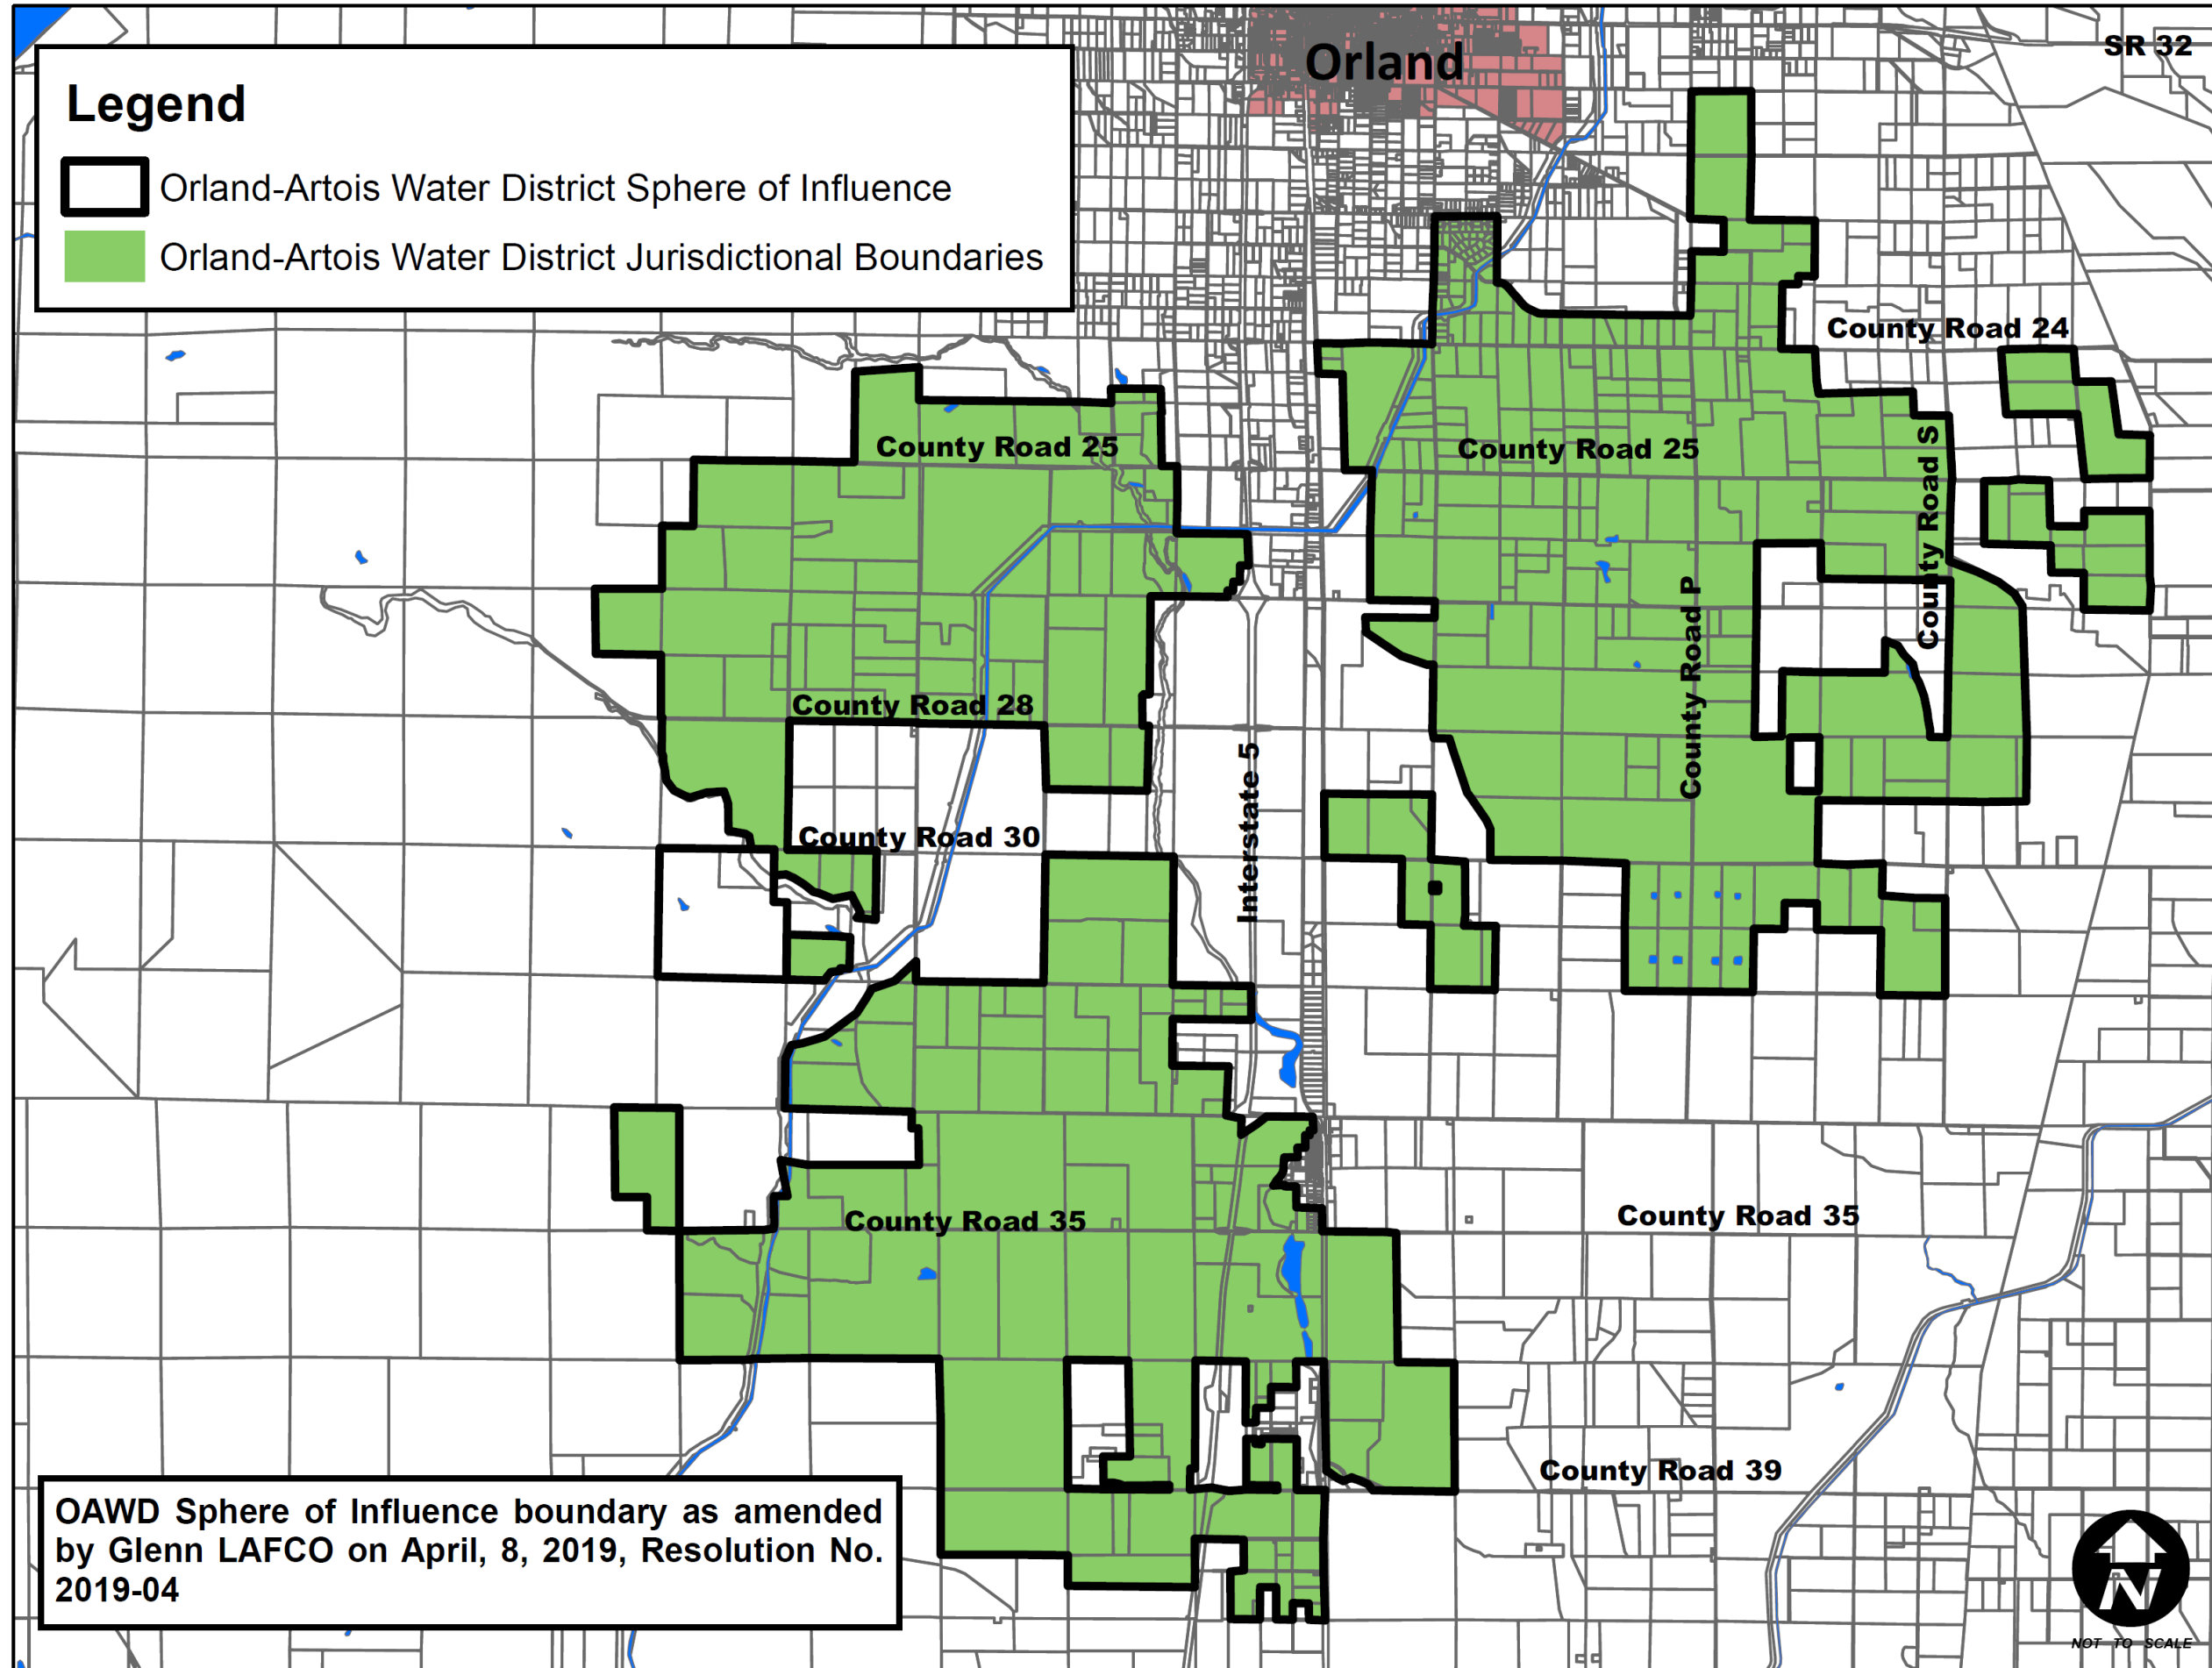 Orland
SR 32
Legend
Orland-Artois Water District Sphere of Influence
Orland-Artois Water District Jurisdictional Boundaries
County Road 24
County Road 25
County Road 25
County Road S
County Road P
County Road 28
Interstate 5
County Road 30
County Road 35
County Road 35
County Road 39
OAWD Sphere of Influence boundary as amended
by Glenn LAFCO on April, 8, 2019, Resolution No.
2019-04
N
NOT TO SCALE